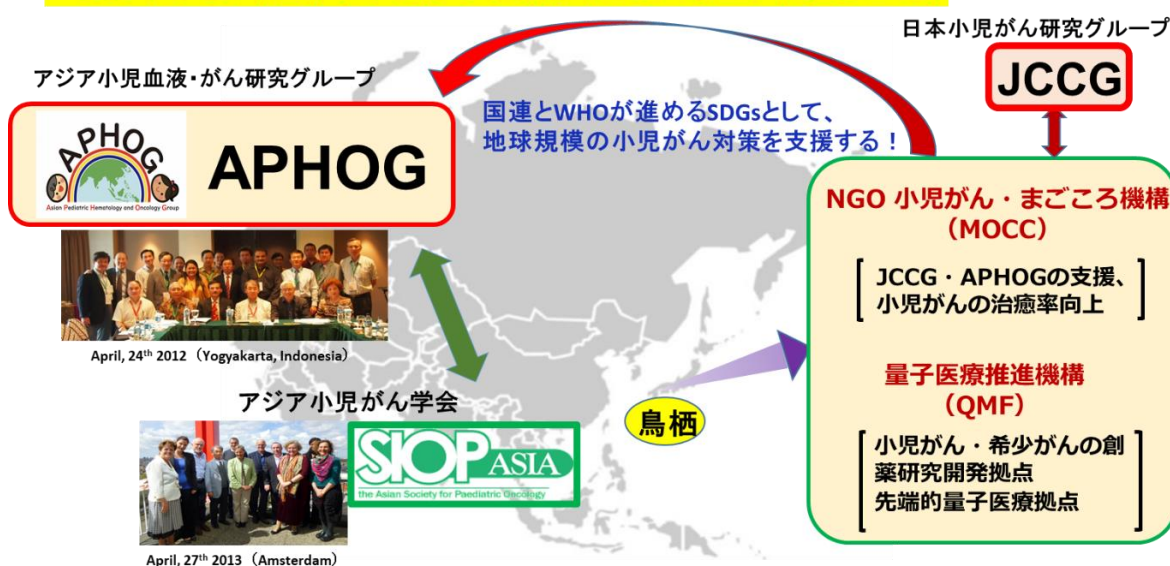 日本小児がん研究グループ
JCCG
アジア小児血液・がん研究グループ
APHOG
Asian Pediatric Hematology and Oncology Group
APHOG
国連とWHOが進めるSDGsとして、
地球規模の小児がん対策を支援する！
April, 24th 2012 （Yogyakarta, Indonesia）
アジア小児がん学会
SIOP ASIA
the Asian Society for Paediatric Oncology
April, 27th 2013 （Amsterdam）
鳥栖
NGO 小児がん・まごころ機構
（MOCC）
JCCG・APHOGの支援、
小児がんの治癒率向上
量子医療推進機構
（QMF）
小児がん・希少がんの創
薬研究開発拠点
先端的量子医療拠点